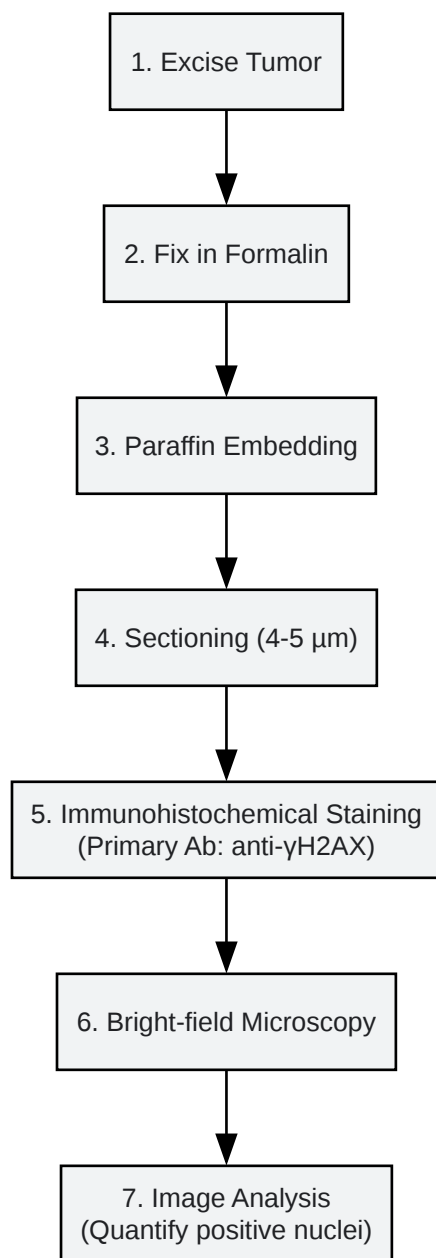 1. Excise Tumor
2. Fix in Formalin
3. Paraffin Embedding
4. Sectioning (4-5 µm)
5. Immunohistochemical Staining
(Primary Ab: anti-γH2AX)
6. Bright-field Microscopy
7. Image Analysis
(Quantify positive nuclei)